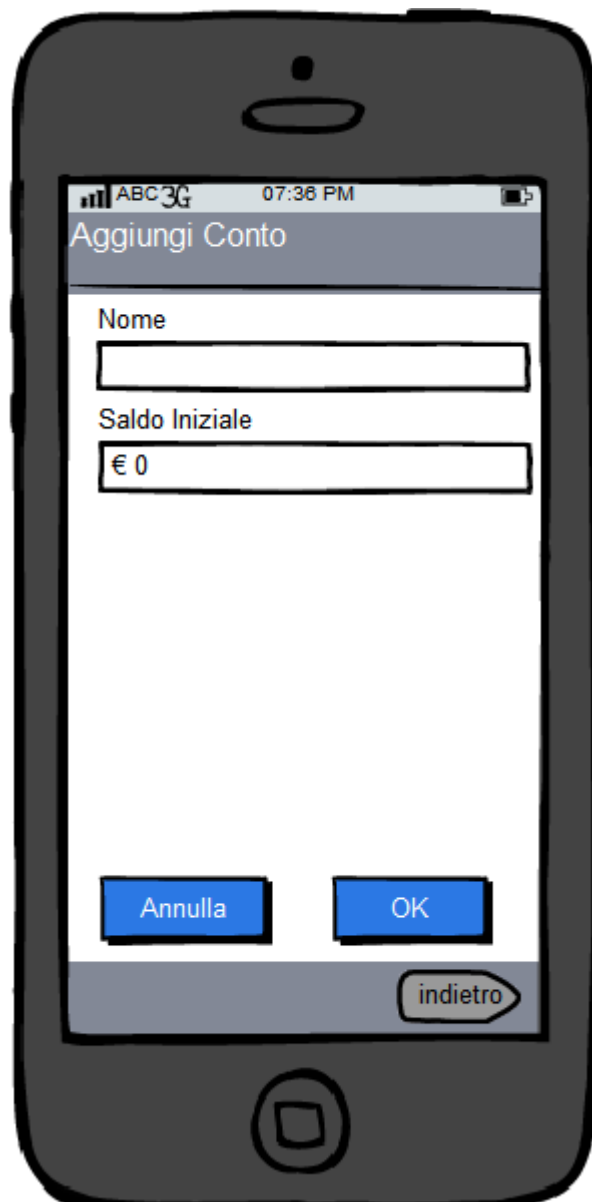 ABC 3G 07:36 PM
Aggiungi Conto
Nome
Saldo Iniziale
€ 0
Annulla OK
indietro